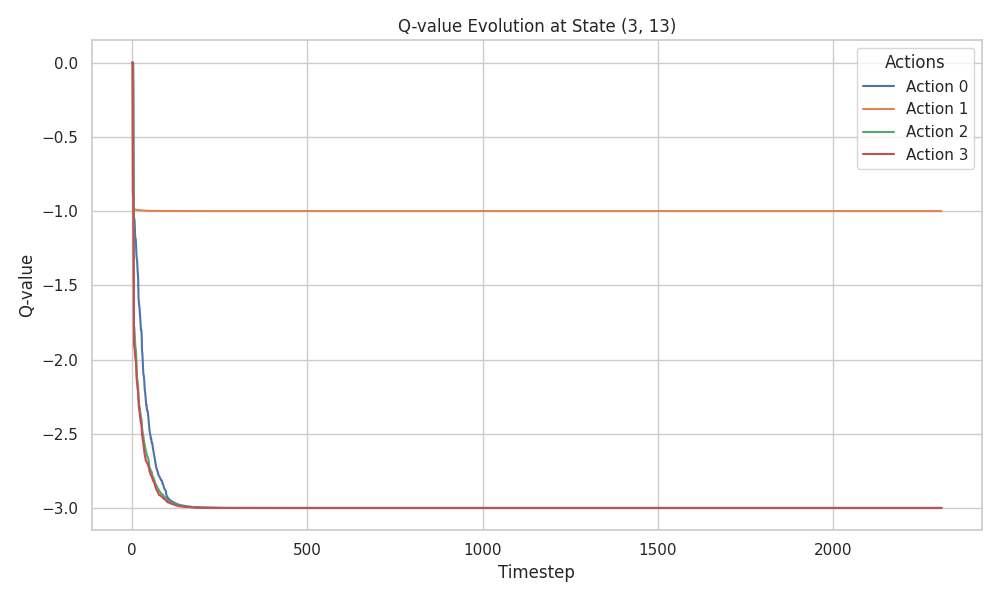 Q-value Evolution at State (3, 13)
Actions
Action 0
Action 1
Action 2
Action 3
Q-value
0.0
−0.5
−1.0
−1.5
−2.0
−2.5
−3.0
0 500 1000 1500 2000
Timestep